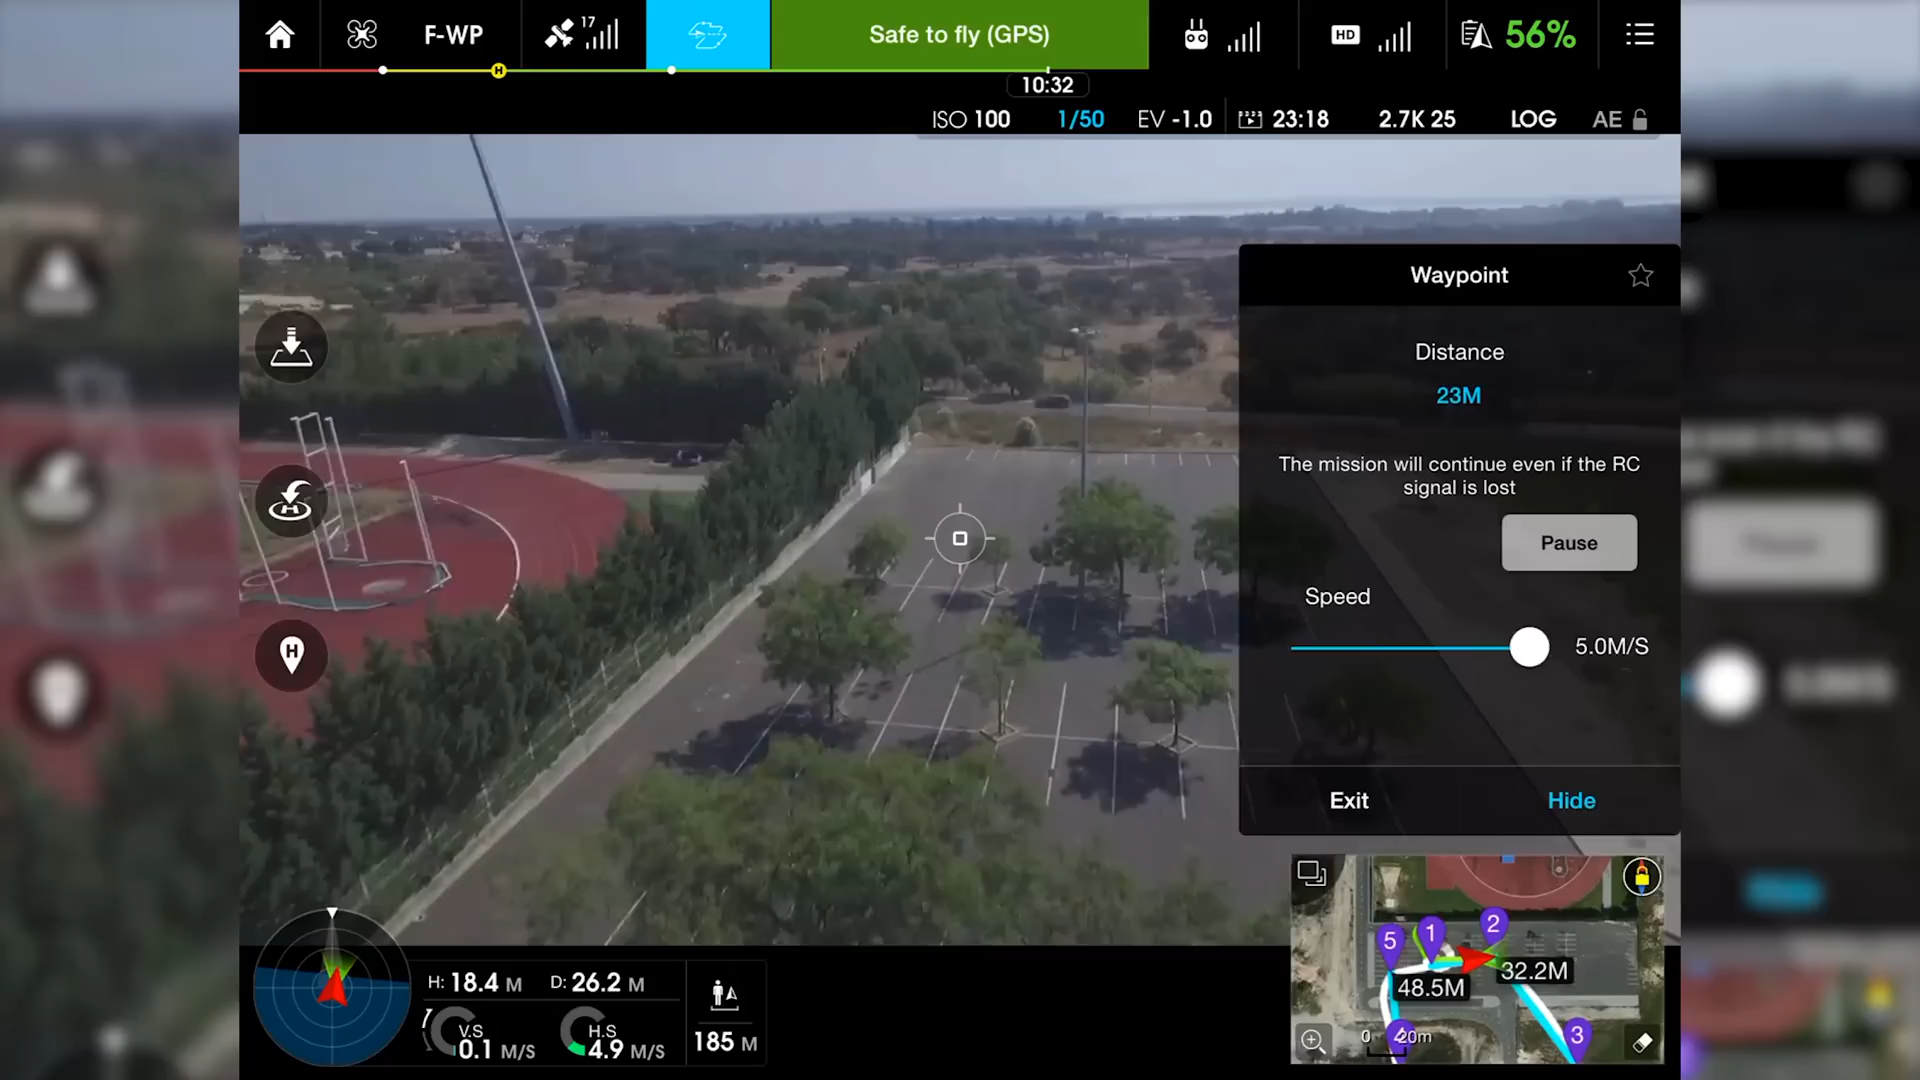 F-WP
17
Safe to fly (GPS)
HD
56%
H
10:32
ISO 100
1/50
EV -1.0
23:18
2.7K 25
LOG
AE
Waypoint
Distance
23M
The mission will continue even if the RC
signal is lost
Pause
Speed
5.0M/S
Exit
Hide
H
H
H: 18.4 M
D: 26.2 M
V.S
0.1 M/S
H.S
4.9 M/S
185 M
5
1
2
32.2M
48.5M
4
3
0
20m